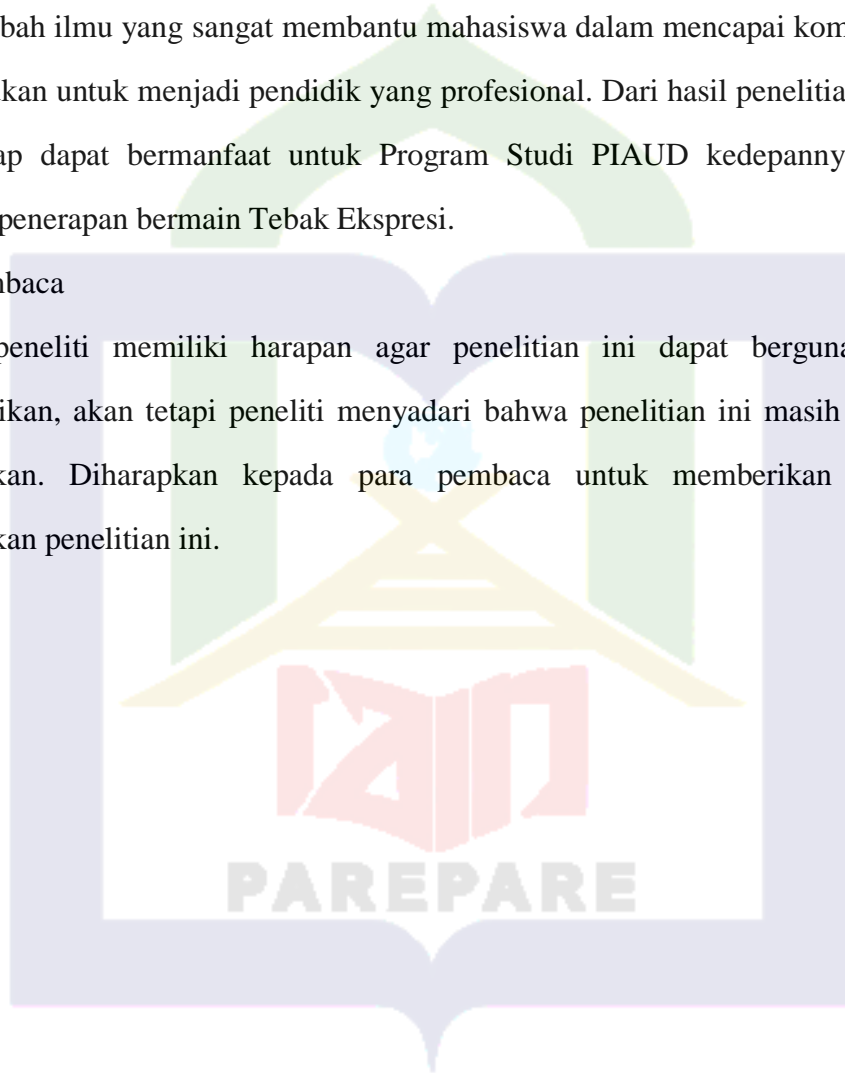 bah ilmu yang sangat membantu mahasiswa dalam mencapai kom
kan untuk menjadi pendidik yang profesional. Dari hasil penelitia
ap dapat bermanfaat untuk Program Studi PIAUD kedepanny
penerapan bermain Tebak Ekspresi.
mbaca
peneliti memiliki harapan agar penelitian ini dapat berguna
ikan, akan tetapi peneliti menyadari bahwa penelitian ini masih
kan. Diharapkan kepada para pembaca untuk memberikan
kan penelitian ini.
iain
PAREPARE